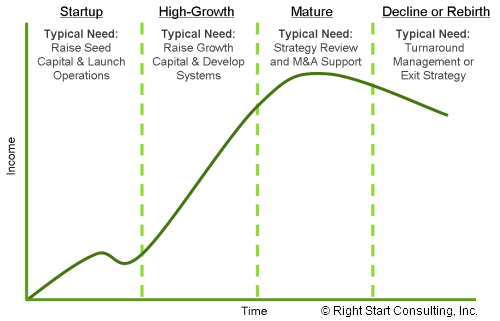 Startup
Typical Need:
Raise Seed
Capital & Launch
Operations
High-Growth
Typical Need:
Raise Growth
Capital & Develop
Systems
Mature
Typical Need:
Strategy Review
and M&A Support
Decline or Rebirth
Typical Need:
Turnaround
Management or
Exit Strategy
Income
Time
© Right Start Consulting, Inc.